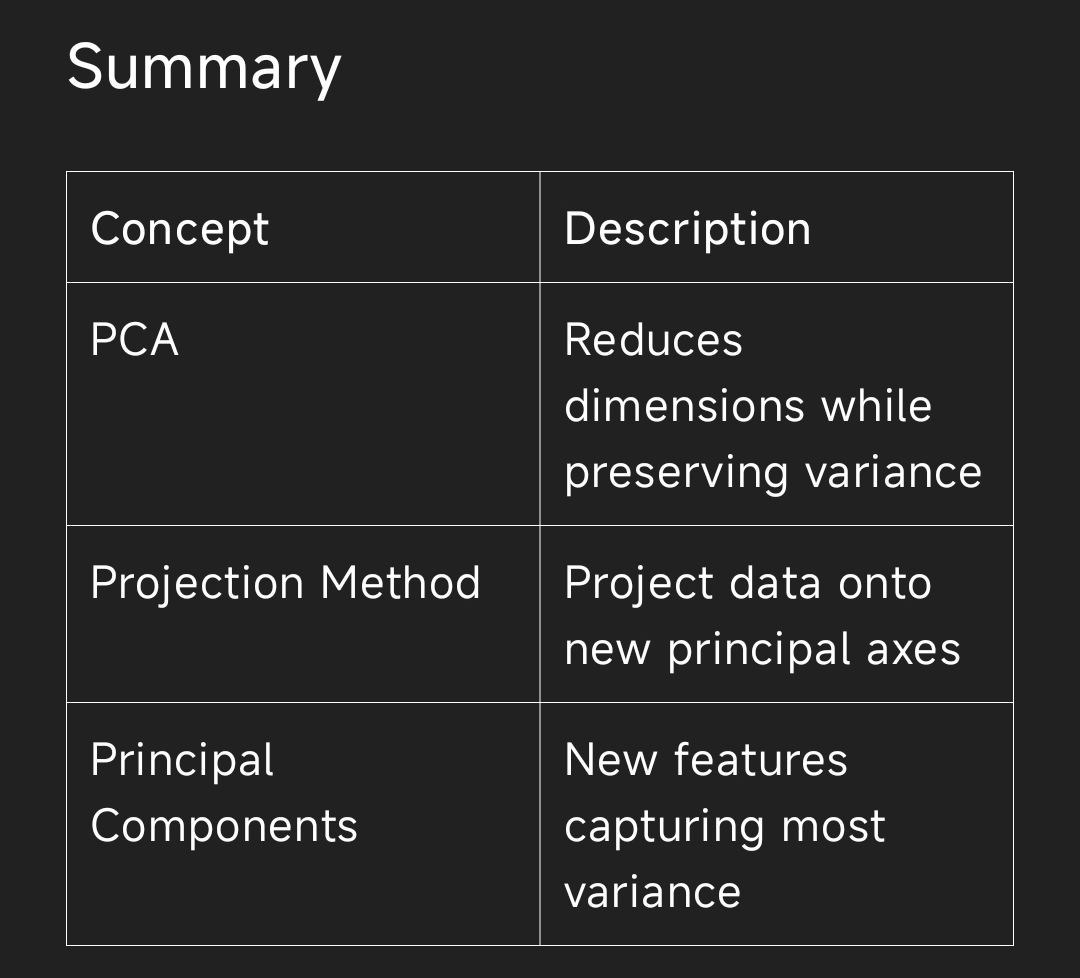 Summary
Concept
Description
PCA
Reduces
dimensions while
preserving variance
Projection Method
Project data onto
new principal axes
Principal
Components
New features
capturing most
variance